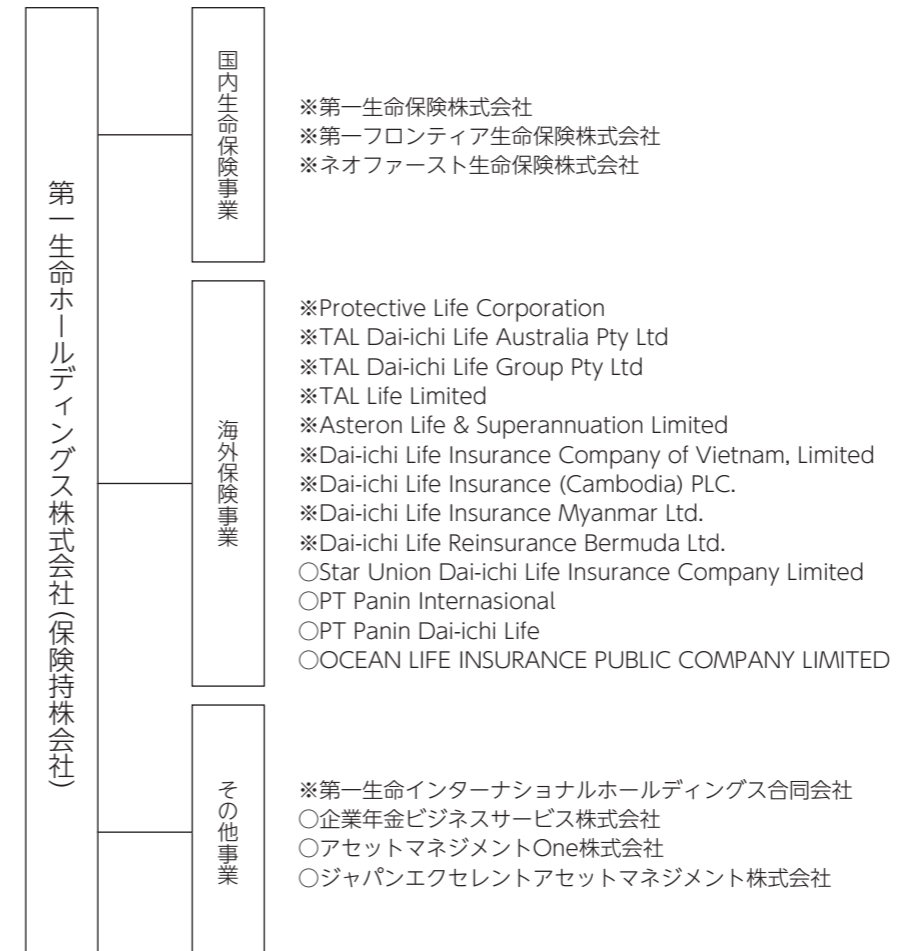 第一生命ホールディングス株式会社(保険持株会社)
国内生命保険事業
※第一生命保険株式会社
※第一フロンティア生命保険株式会社
※ネオファースト生命保険株式会社
海外保険事業
※Protective Life Corporation
※TAL Dai-ichi Life Australia Pty Ltd
※TAL Dai-ichi Life Group Pty Ltd
※TAL Life Limited
※Asteron Life & Superannuation Limited
※Dai-ichi Life Insurance Company of Vietnam, Limited
※Dai-ichi Life Insurance (Cambodia) PLC.
※Dai-ichi Life Insurance Myanmar Ltd.
※Dai-ichi Life Reinsurance Bermuda Ltd.
○Star Union Dai-ichi Life Insurance Company Limited
○PT Panin Internasional
○PT Panin Dai-ichi Life
○OCEAN LIFE INSURANCE PUBLIC COMPANY LIMITED
その他事業
※第一生命インターナショナルホールディングス合同会社
○企業年金ビジネスサービス株式会社
○アセットマネジメントOne株式会社
○ジャパンエクセレントアセットマネジメント株式会社